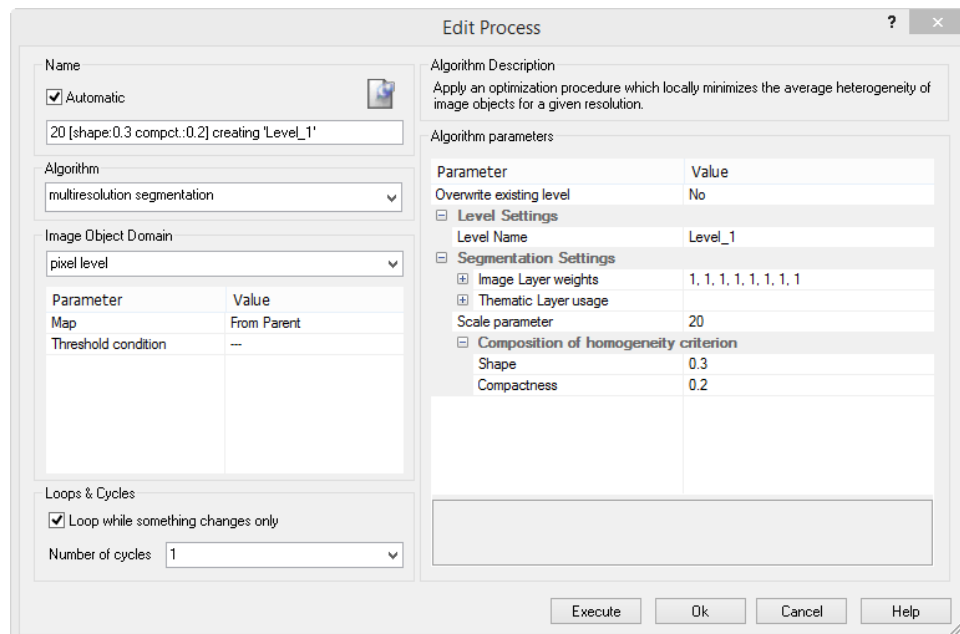 Edit Process
?
Name
Automatic
20 [shape:0.3 compct.:0.2] creating 'Level_1'
Algorithm
multiresolution segmentation
Image Object Domain
pixel level
Parameter Value
Map From Parent
Threshold condition ---
Loops & Cycles
Loop while something changes only
Number of cycles 1
Algorithm Description
Apply an optimization procedure which locally minimizes the average heterogeneity of
image objects for a given resolution.
Algorithm parameters
Parameter Value
Overwrite existing level No
Level Settings
Level Name Level_1
Segmentation Settings
Image Layer weights 1, 1, 1, 1, 1, 1, 1, 1
Thematic Layer usage
Scale parameter 20
Composition of homogeneity criterion
Shape 0.3
Compactness 0.2
Execute Ok Cancel Help